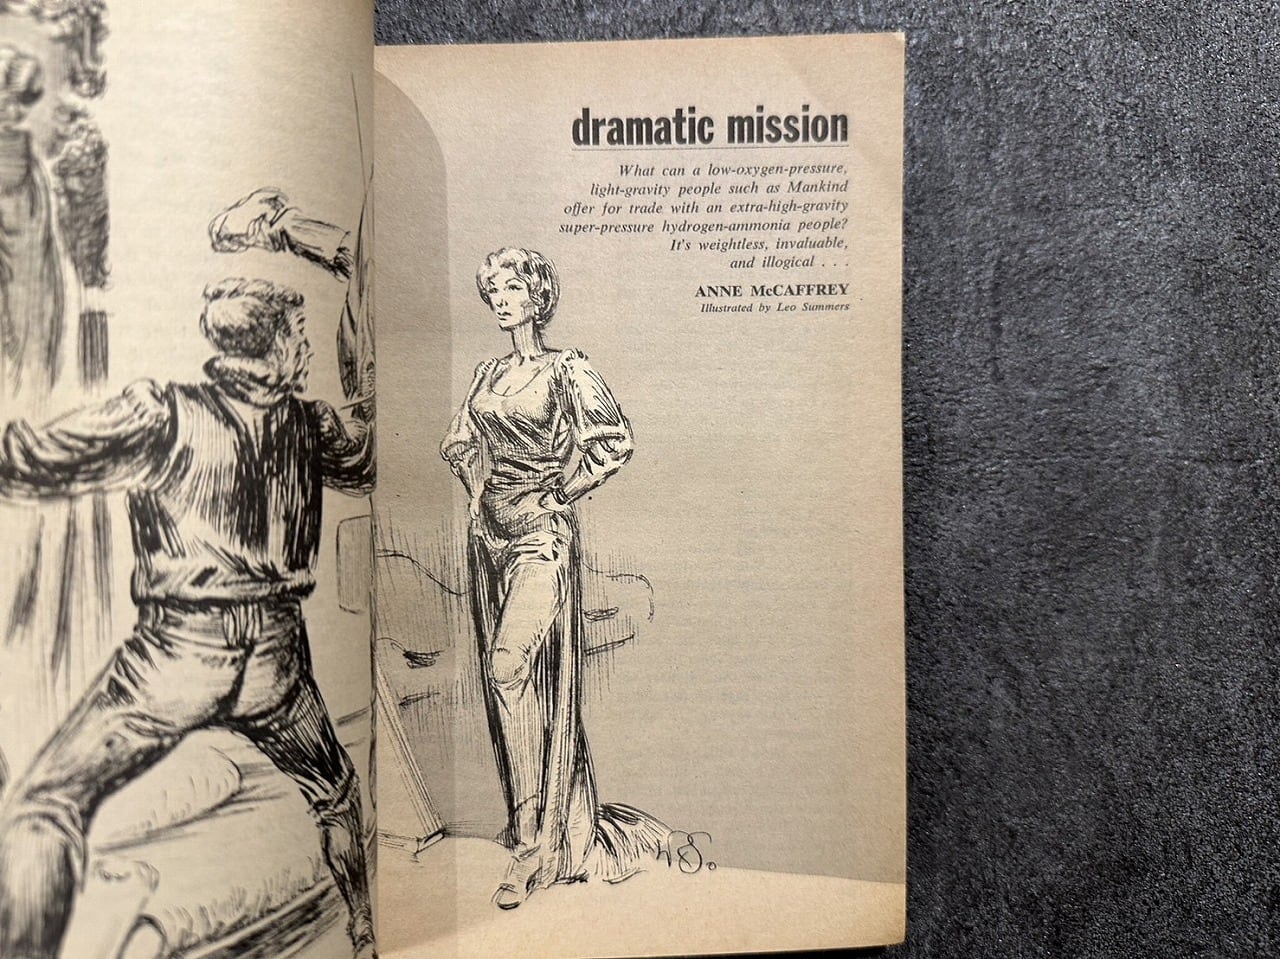 dramatic mission
What can a low-oxygen-pressure,
light-gravity people such as Mankind
offer for trade with an extra-high-gravity
super-pressure hydrogen-ammonia people?
It's weightless, invaluable,
and illogical . . .
ANNE McCAFFREY
Illustrated by Leo Summers